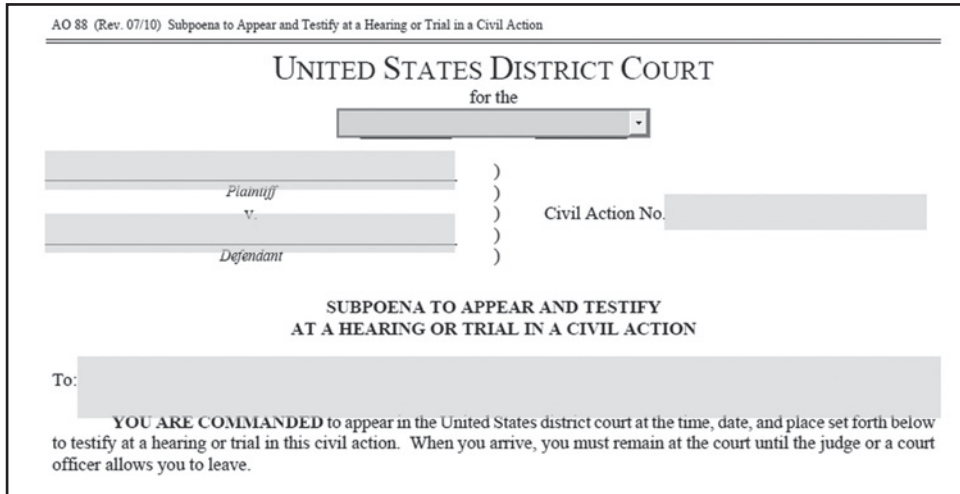 AO 88 (Rev. 07/10) Subpoena to Appear and Testify at a Hearing or Trial in a Civil Action
UNITED STATES DISTRICT COURT
for the
)
Plaintiff )
v. ) Civil Action No.
)
Defendant )
SUBPOENA TO APPEAR AND TESTIFY
AT A HEARING OR TRIAL IN A CIVIL ACTION
To:
YOU ARE COMMANDED to appear in the United States district court at the time, date, and place set forth below
to testify at a hearing or trial in this civil action. When you arrive, you must remain at the court until the judge or a court
officer allows you to leave.